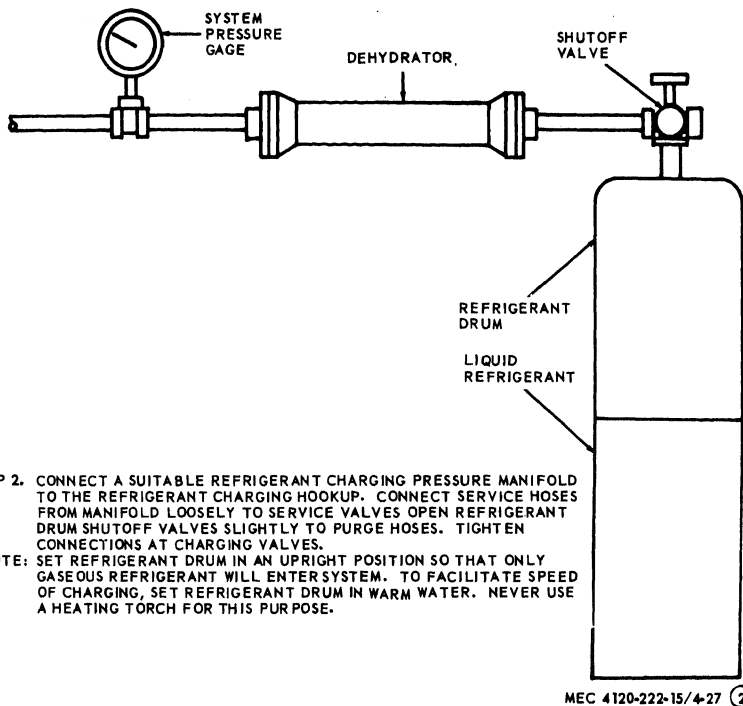 SYSTEM
PRESSURE
GAGE
DEHYDRATOR
SHUTOFF
VALVE
REFRIGERANT
DRUM
LIQUID
REFRIGERANT
P 2. CONNECT A SUITABLE REFRIGERANT CHARGING PRESSURE MANIFOLD
TO THE REFRIGERANT CHARGING HOOKUP. CONNECT SERVICE HOSES
FROM MANIFOLD LOOSELY TO SERVICE VALVES OPEN REFRIGERANT
DRUM SHUTOFF VALVES SLIGHTLY TO PURGE HOSES. TIGHTEN
CONNECTIONS AT CHARGING VALVES.
TE: SET REFRIGERANT DRUM IN AN UPRIGHT POSITION SO THAT ONLY
GASEOUS REFRIGERANT WILL ENTER SYSTEM. TO FACILITATE SPEED
OF CHARGING, SET REFRIGERANT DRUM IN WARM WATER. NEVER USE
A HEATING TORCH FOR THIS PURPOSE.
MEC 4120-222-15/4-27 2